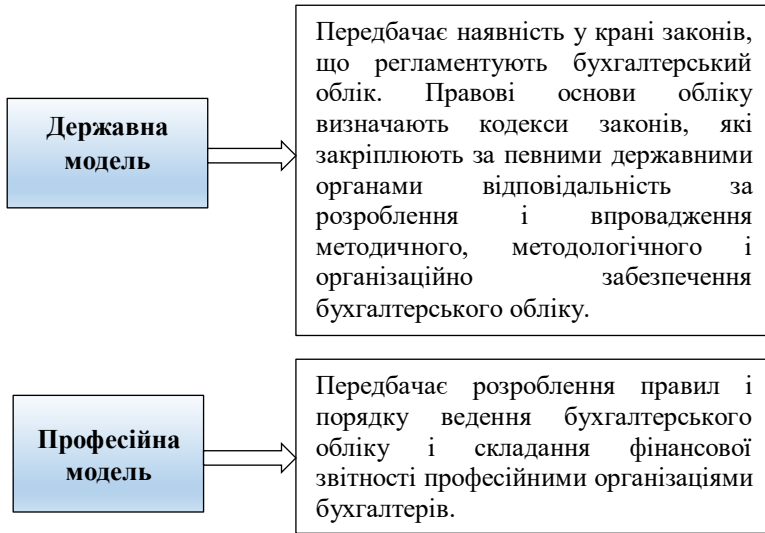 Державна
модель
Передбачає наявність у крані законів,
що регламентують бухгалтерський
облік. Правові основи обліку
визначають кодекси законів, які
закріплюють за певними державними
органами відповідальність за
розроблення і впровадження
методичного, методологічного і
організаційно забезпечення
бухгалтерського обліку.
Професійна
модель
Передбачає розроблення правил і
порядку ведення бухгалтерського
обліку і складання фінансової
звітності професійними організаціями
бухгалтерів.